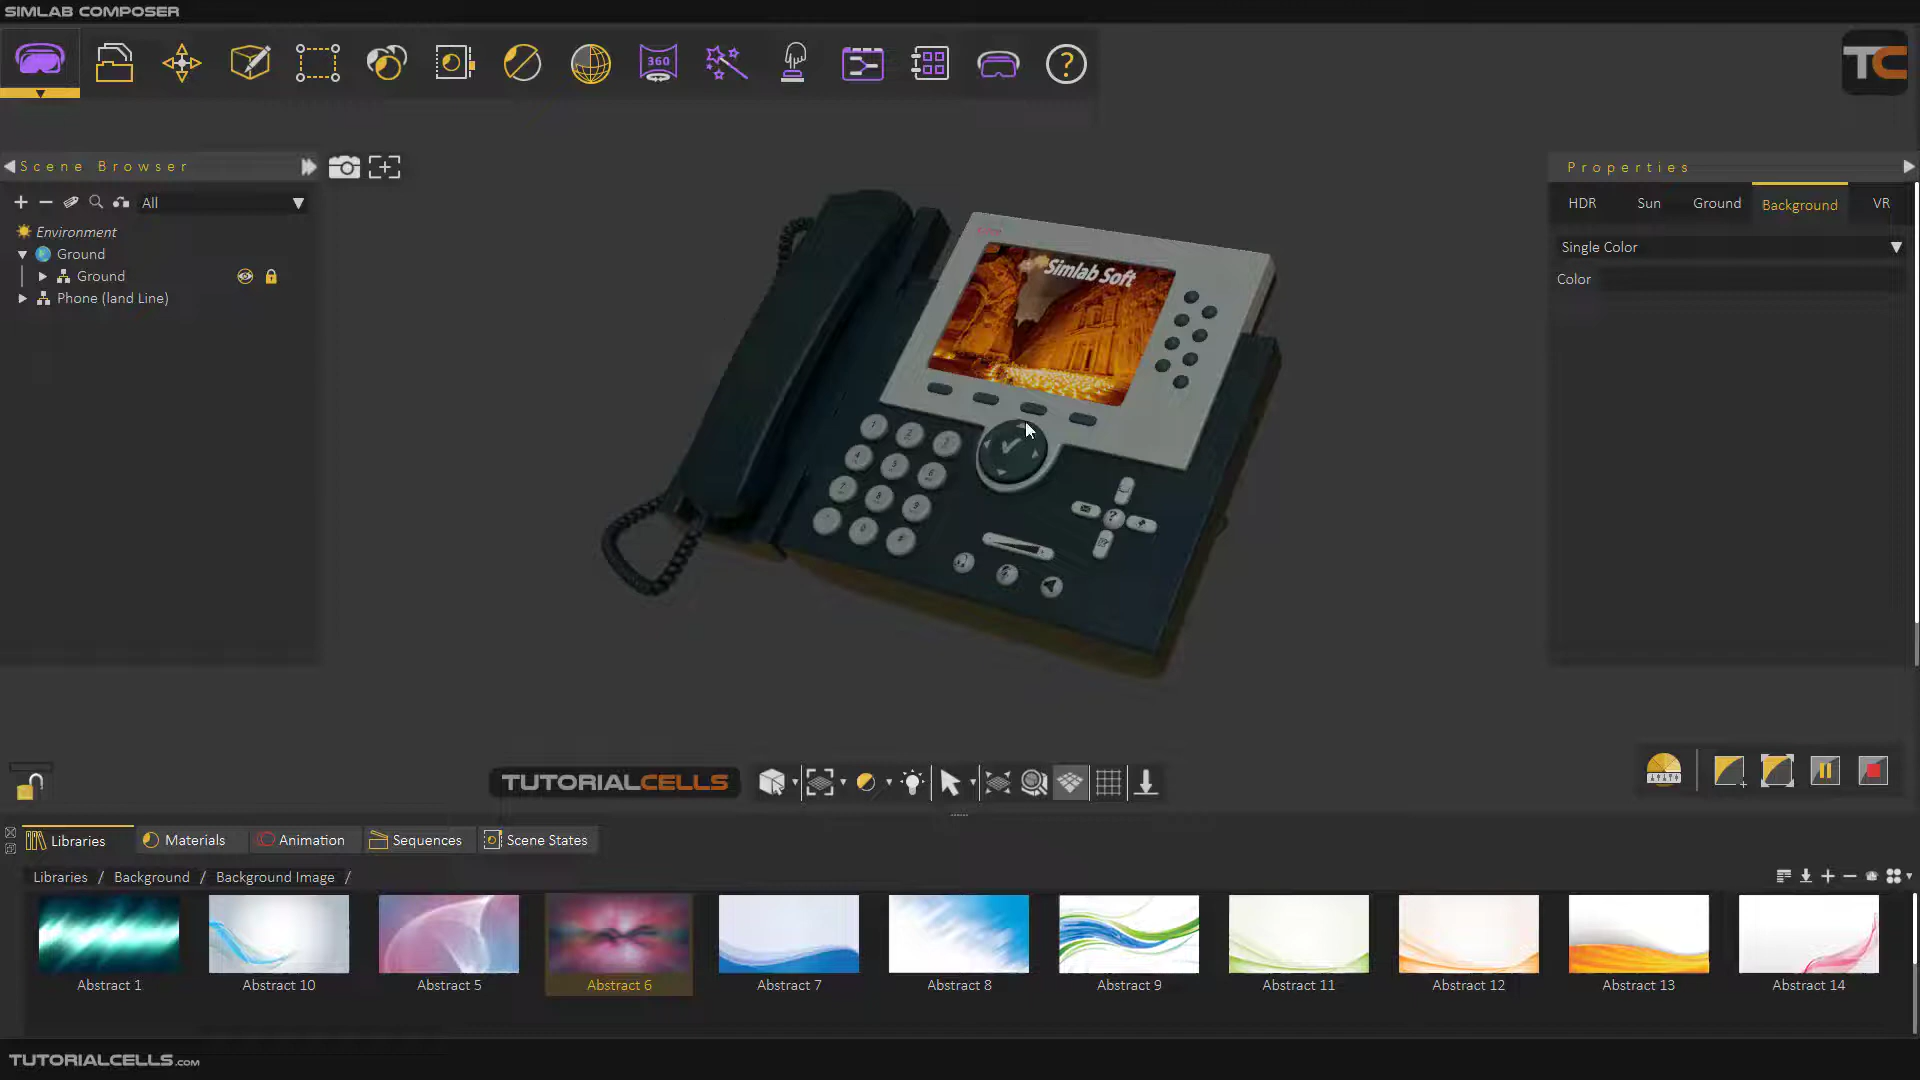 SIMLAB COMPOSER
360
?
TC
Scene Browser
All
Environment
Ground
Ground
Phone (land Line)
Simlab Soft
Properties
HDR Sun Ground Background VR
Single Color
Color
TUTORIALCELLS
Libraries Materials Animation Sequences Scene States
Libraries / Background / Background Image /
Abstract 1 Abstract 10 Abstract 5 Abstract 6 Abstract 7 Abstract 8 Abstract 9 Abstract 11 Abstract 12 Abstract 13 Abstract 14
TUTORIALCELLS.COM